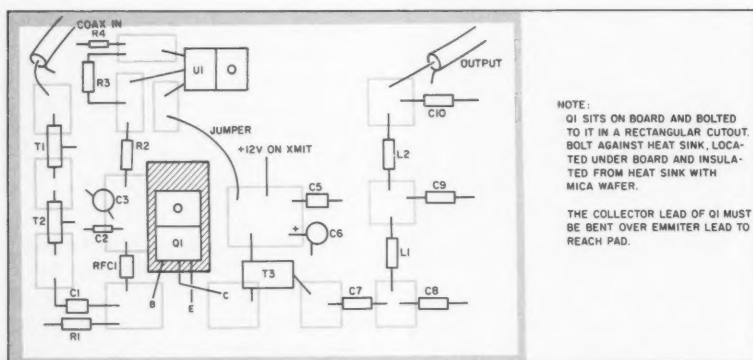 COAX IN
R4
R3
U1
OUTPUT
C10
T1
R2
JUMPER
+12V ON XMIT
L2
C3
C5
C9
T2
C2
Q1
+
C6
RFC1
T3
L1
C1
B
E
C
C7
C8
R1
NOTE:
Q1 SITS ON BOARD AND BOLTED
TO IT IN A RECTANGULAR CUTOUT.
BOLT AGAINST HEAT SINK, LOCA-
TED UNDER BOARD AND INSULA-
TED FROM HEAT SINK WITH
MICA WAFER.
THE COLLECTOR LEAD OF Q1 MUST
BE BENT OVER EMMITER LEAD TO
REACH PAD.